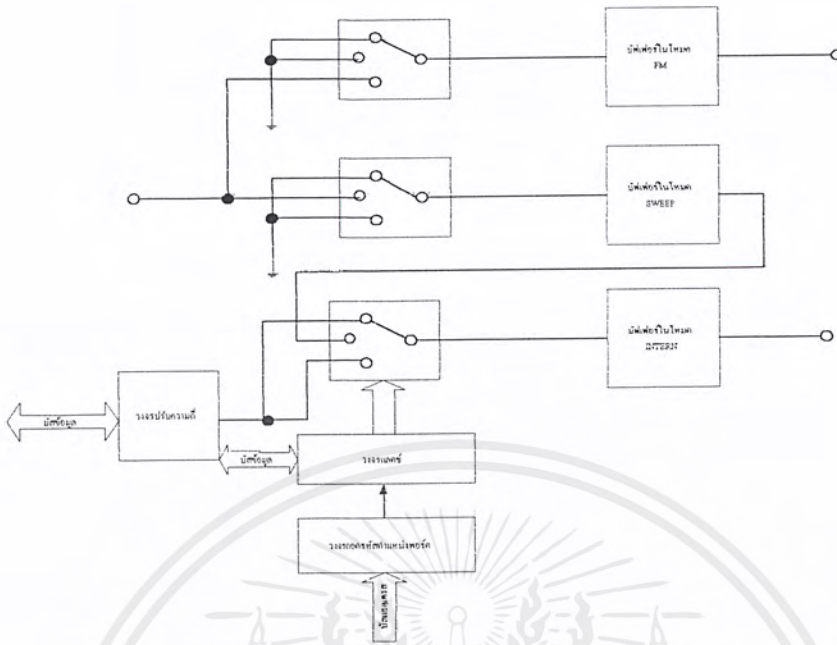 บัฟเฟอร์ในโหมด
FM
บัฟเฟอร์ในโหมด
SWEEP
บัฟเฟอร์ในโหมด
INTERN
บัสข้อมูล
วงจรปรับความถี่
บัสข้อมูล
วงจรแลตช์
วงจรถอดรหัสตำแหน่งพอร์ต
บัสแอดเดรส